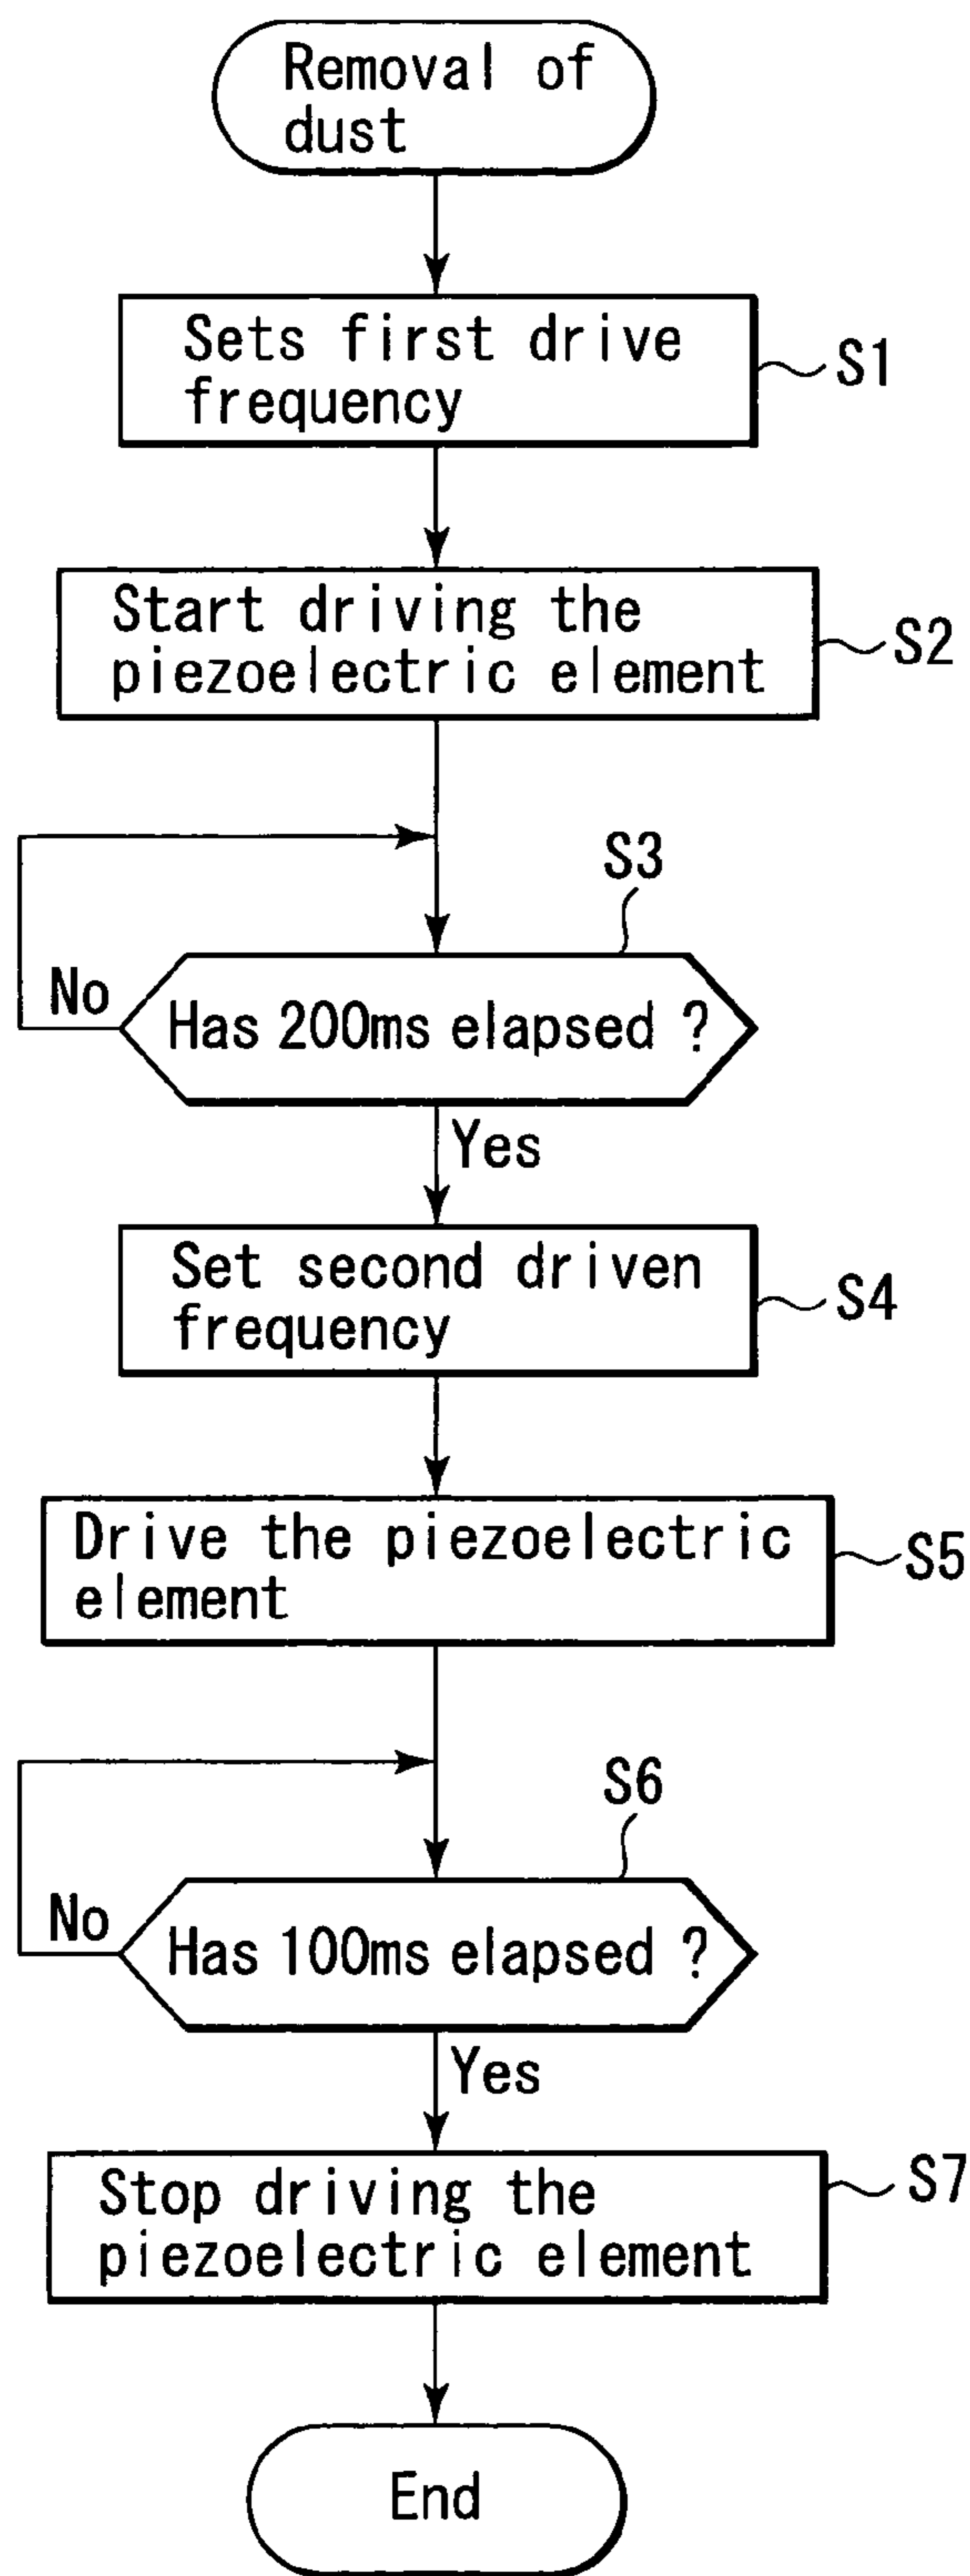 Removal of
dust
Sets first drive
frequency
S1
Start driving the
piezoelectric element
S2
S3
No
Has 200ms elapsed ?
Yes
Set second driven
frequency
S4
Drive the piezoelectric
element
S5
S6
No
Has 100ms elapsed ?
Yes
Stop driving the
piezoelectric element
S7
End